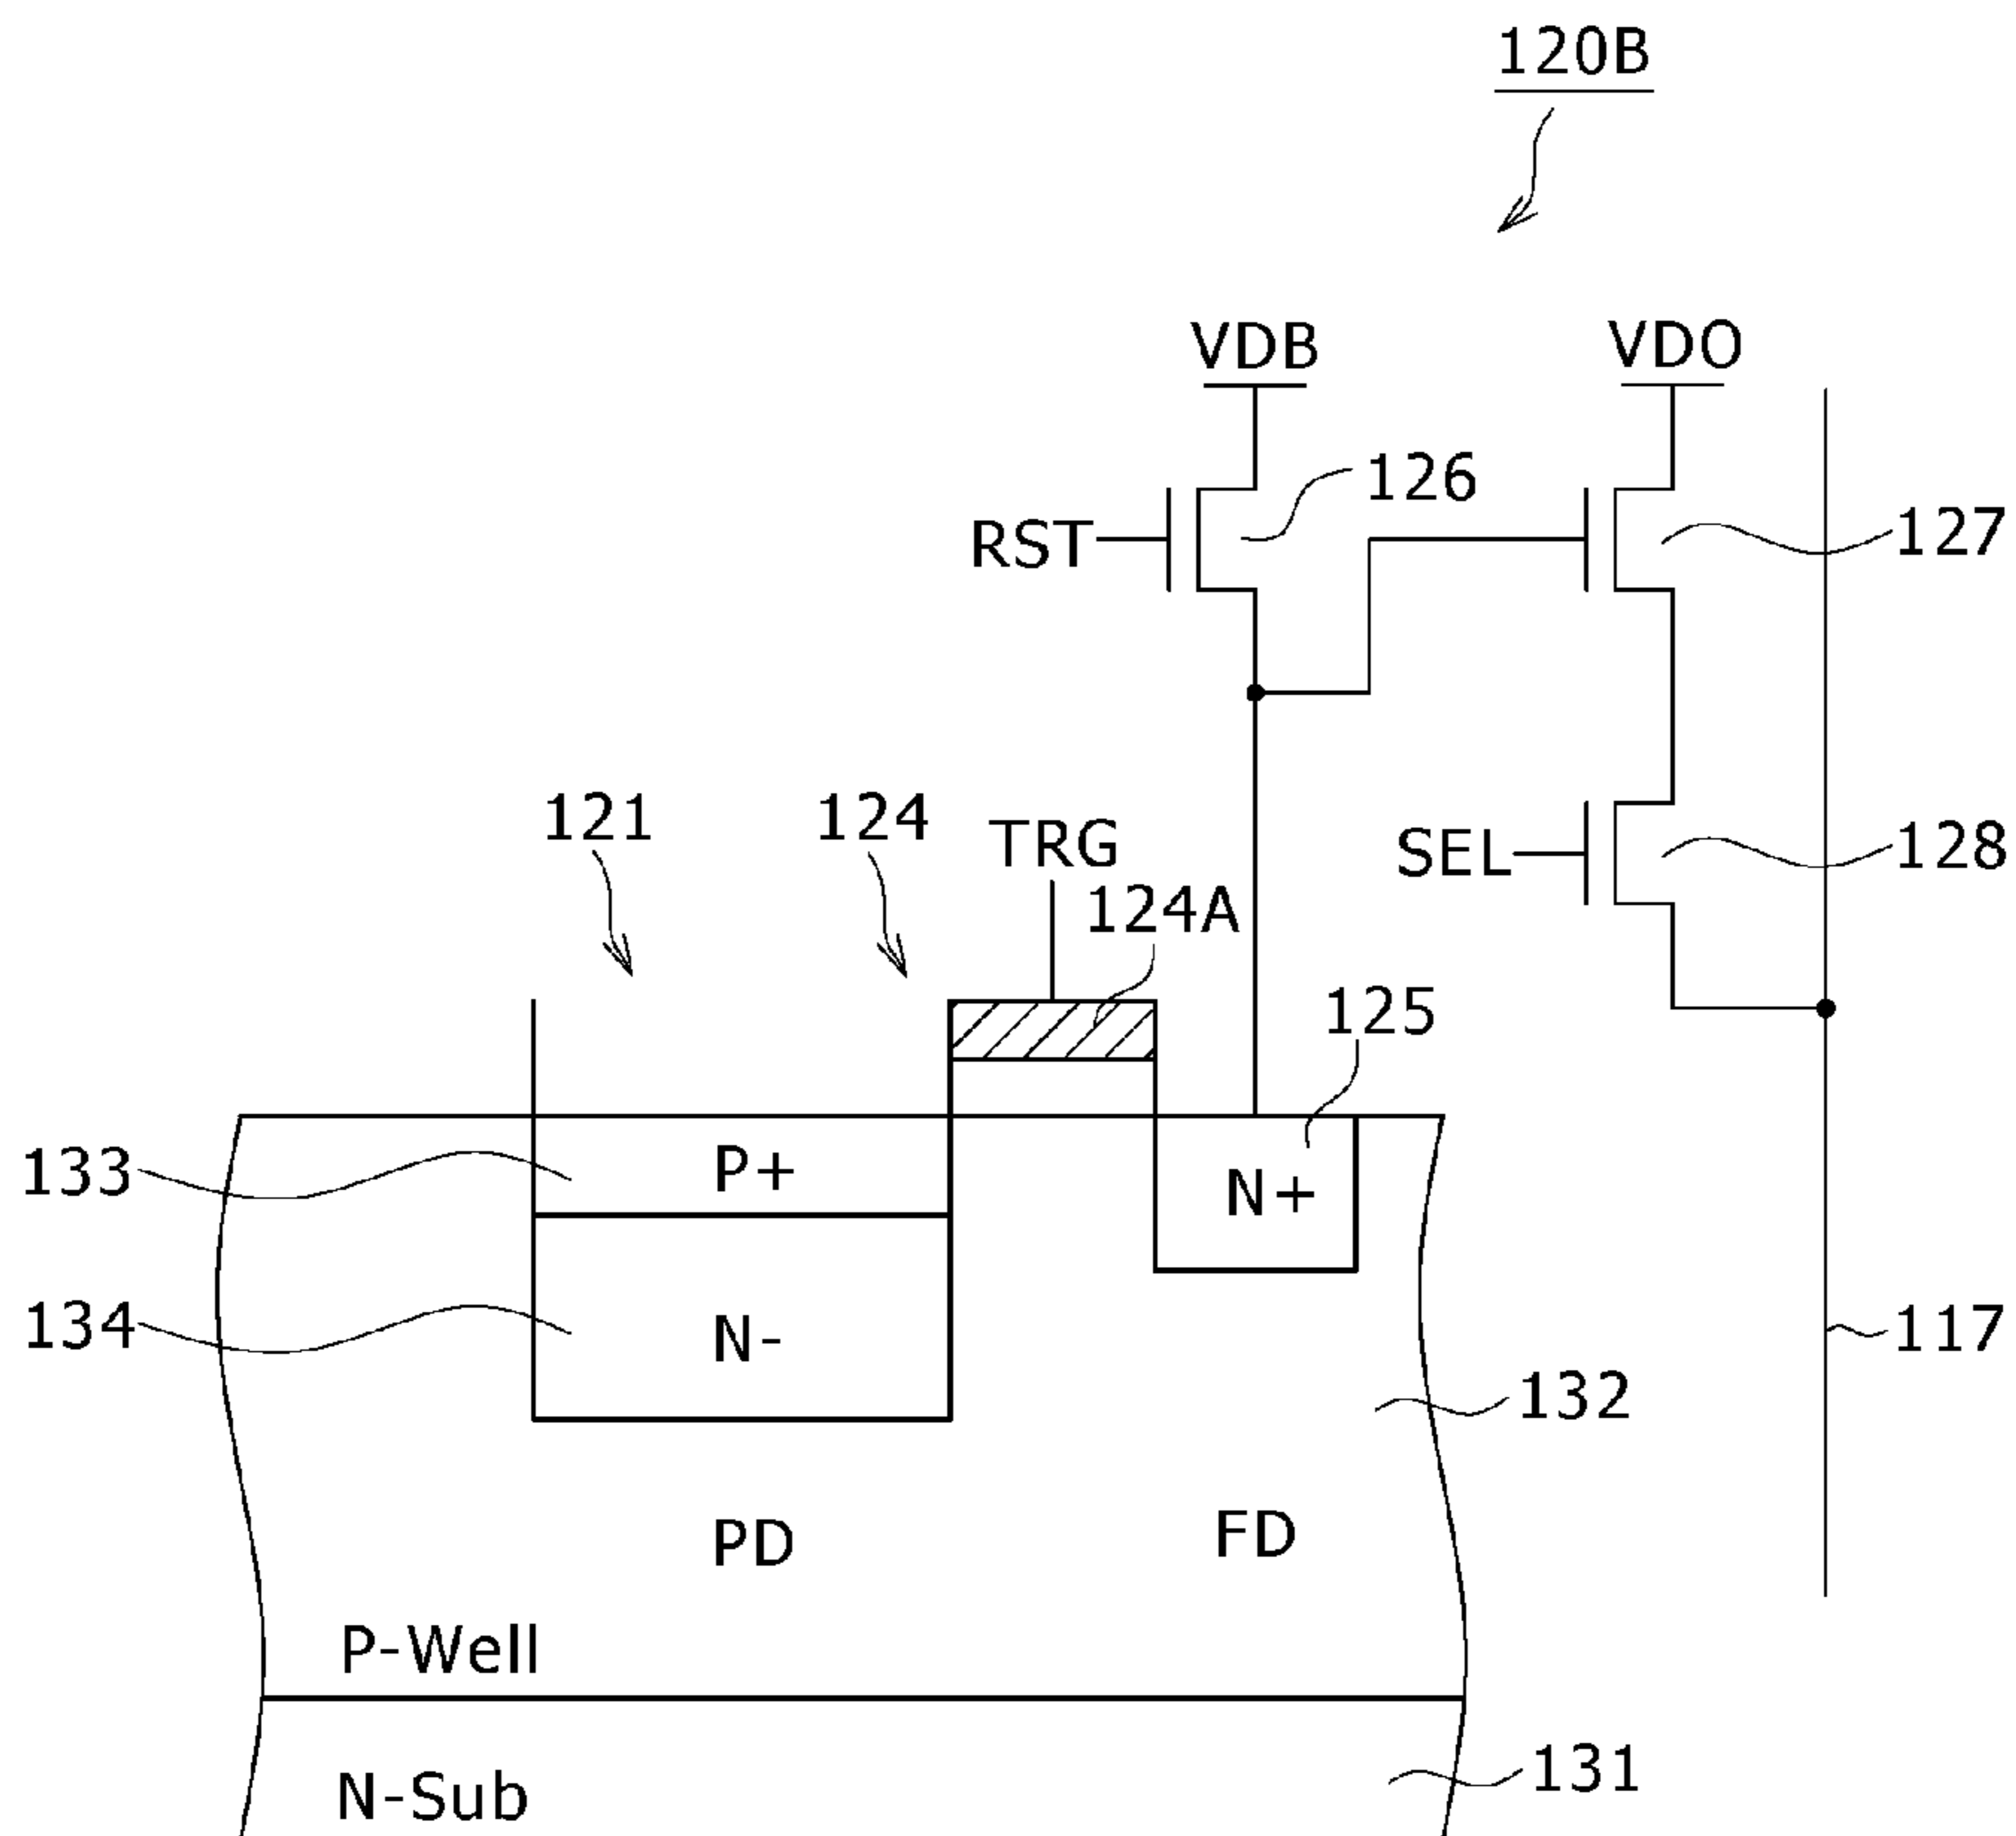 120B
VDB
VDO
126
RST
127
121
124
TRG
SEL
128
124A
125
133
P+
N+
134
N-
117
132
PD
FD
P-Well
N-Sub
131